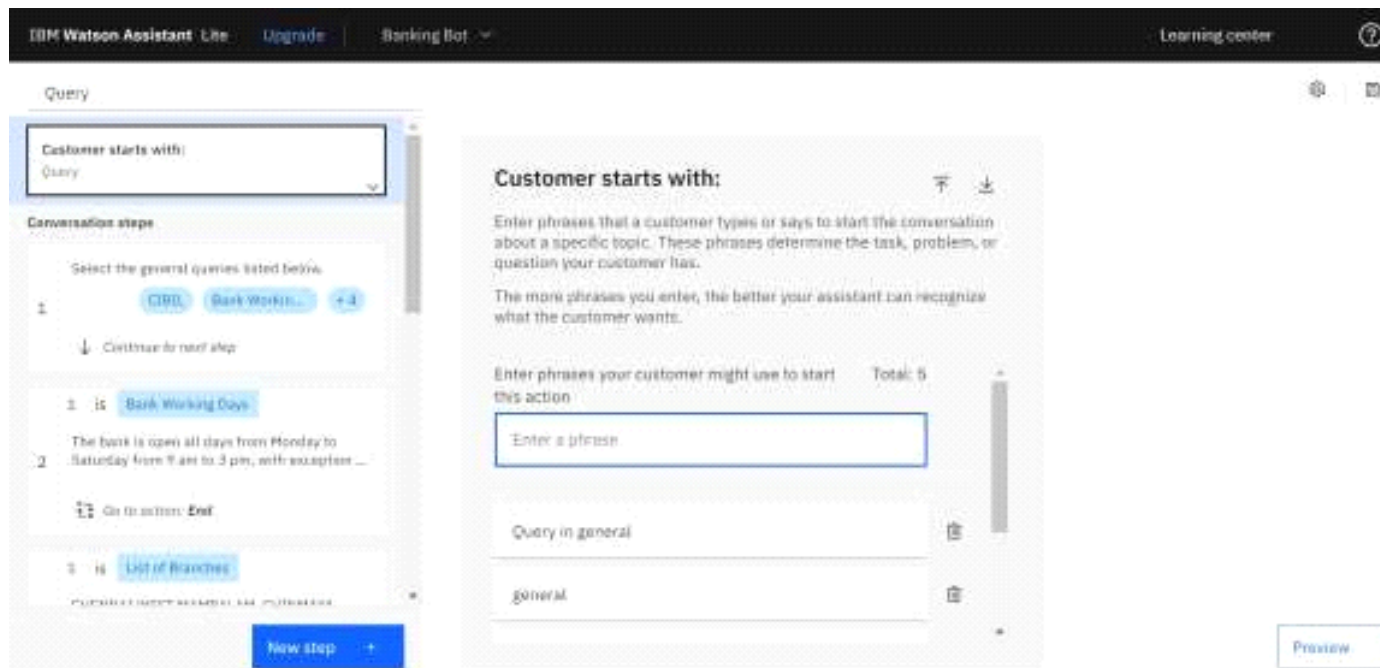 IBM Watson Assistant Lite Upgrade Banking Bot Learning center
Query
Customer starts with:
Query
Conversation steps
1
Select the general queries listed below.
CIBIL Bank Workin... + 4
Continue to next step
2
1 is Bank Working Days
The bank is open all days from Monday to
Saturday from 9 am to 3 pm, with exception ...
Go to action: End
1 is List of Branches
New step +
Customer starts with:
Enter phrases that a customer types or says to start the conversation
about a specific topic. These phrases determine the task, problem, or
question your customer has.
The more phrases you enter, the better your assistant can recognize
what the customer wants.
Enter phrases your customer might use to start Total: 5
this action
Enter a phrase
Query in general
general
Preview